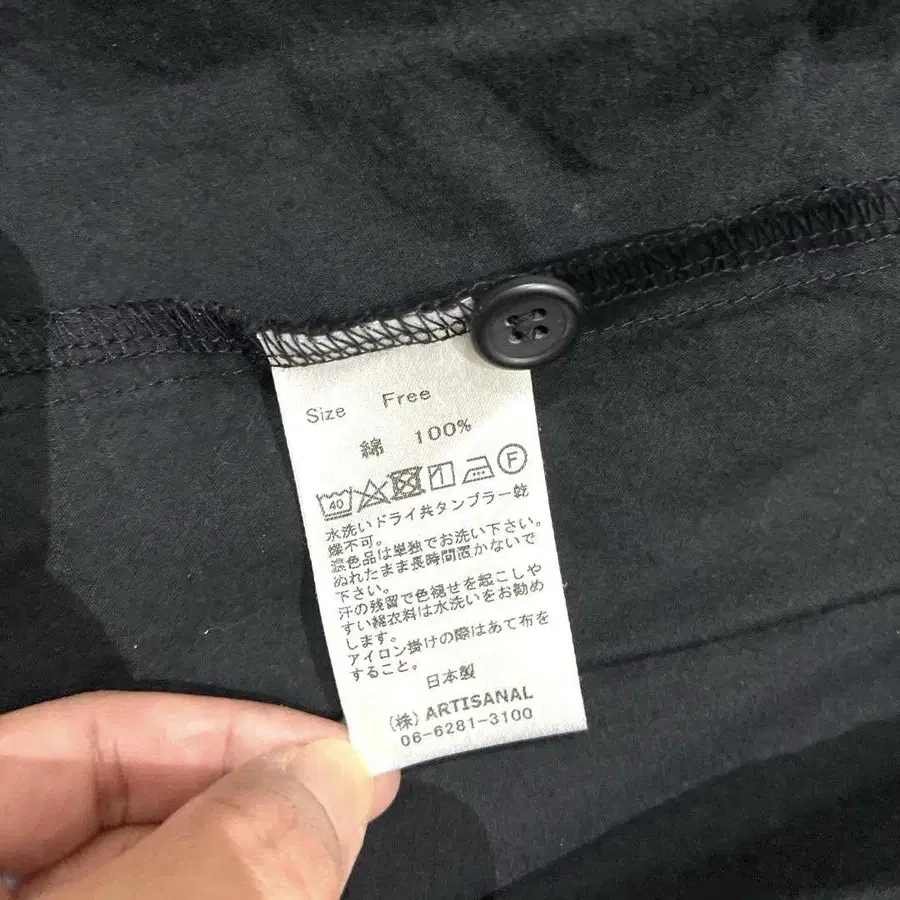 Size Free
綿 100%
40 F
水洗いドライ共タンブラー乾
燥不可。
濃色品は単独でお洗い下さい。
ぬれたまま長時間置かないで
下さい。
汗の残留で色褪せを起こしや
すい綿衣料は水洗いをお勧め
します。
アイロン掛けの際はあて布を
すること。
日本製
(株) ARTISANAL
06-6281-3100